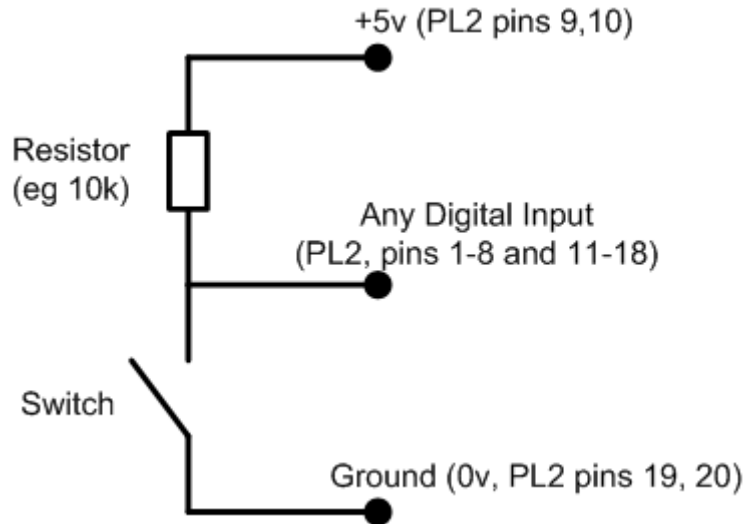 +5v (PL2 pins 9,10)
Resistor
(eg 10k)
Any Digital Input
(PL2, pins 1-8 and 11-18)
Switch
Ground (0v, PL2 pins 19, 20)